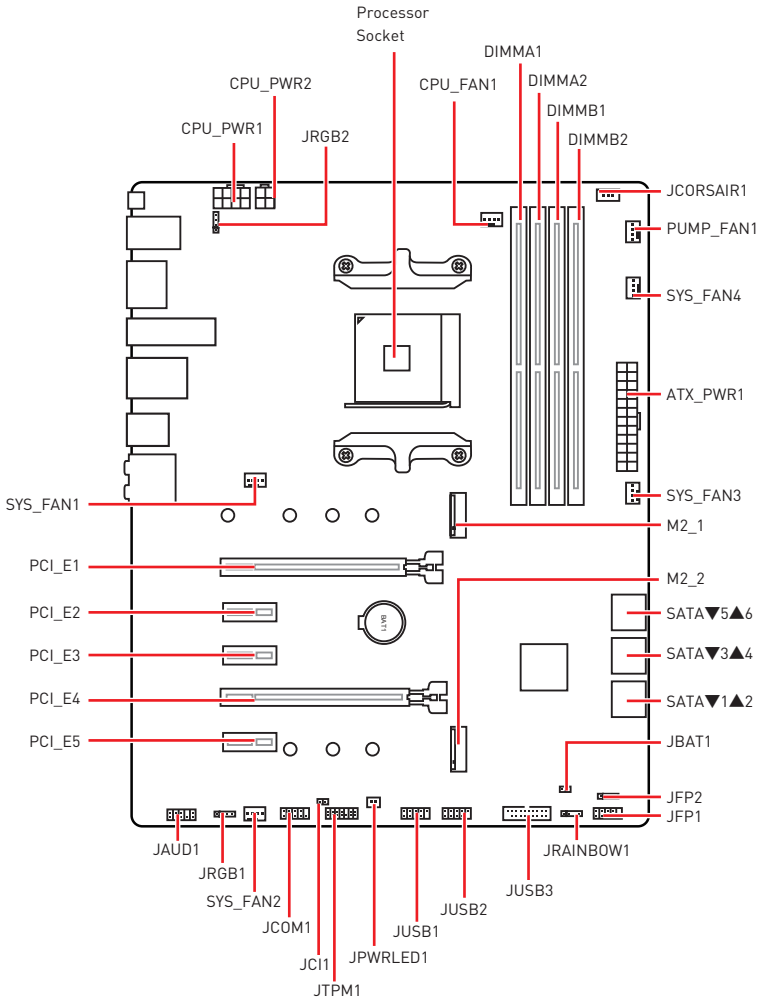 Processor
Socket
DIMMA1
CPU_PWR2
CPU_FAN1
DIMMA2
DIMMB1
CPU_PWR1
JRGB2
DIMMB2
JCORSAIR1
PUMP_FAN1
SYS_FAN4
ATX_PWR1
SYS_FAN3
SYS_FAN1
M2_1
PCI_E1
M2_2
PCI_E2
SATA▼5▲6
BAT1
PCI_E3
SATA▼3▲4
PCI_E4
SATA▼1▲2
PCI_E5
JBAT1
JFP2
JFP1
JAUD1
JRAINBOW1
JRGB1
JUSB3
SYS_FAN2
JUSB2
JCOM1
JUSB1
JPWRLED1
JCI1
JTPM1